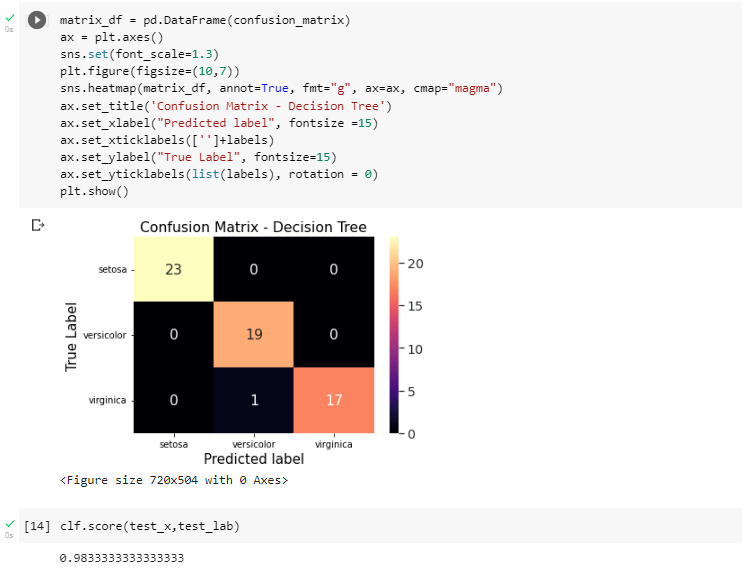 0s
matrix_df = pd.DataFrame(confusion_matrix)
ax = plt.axes()
sns.set(font_scale=1.3)
plt.figure(figsize=(10,7))
sns.heatmap(matrix_df, annot=True, fmt="g", ax=ax, cmap="magma")
ax.set_title('Confusion Matrix - Decision Tree')
ax.set_xlabel("Predicted label", fontsize =15)
ax.set_xticklabels(['']+labels)
ax.set_ylabel("True Label", fontsize=15)
ax.set_yticklabels(list(labels), rotation = 0)
plt.show()
Confusion Matrix - Decision Tree
True Label
setosa 23 0 0
versicolor 0 19 0
virginica 0 1 17
setosa versicolor virginica
Predicted label
20
15
10
5
0
<Figure size 720x504 with 0 Axes>
0s
[14] clf.score(test_x,test_lab)
0.9833333333333333